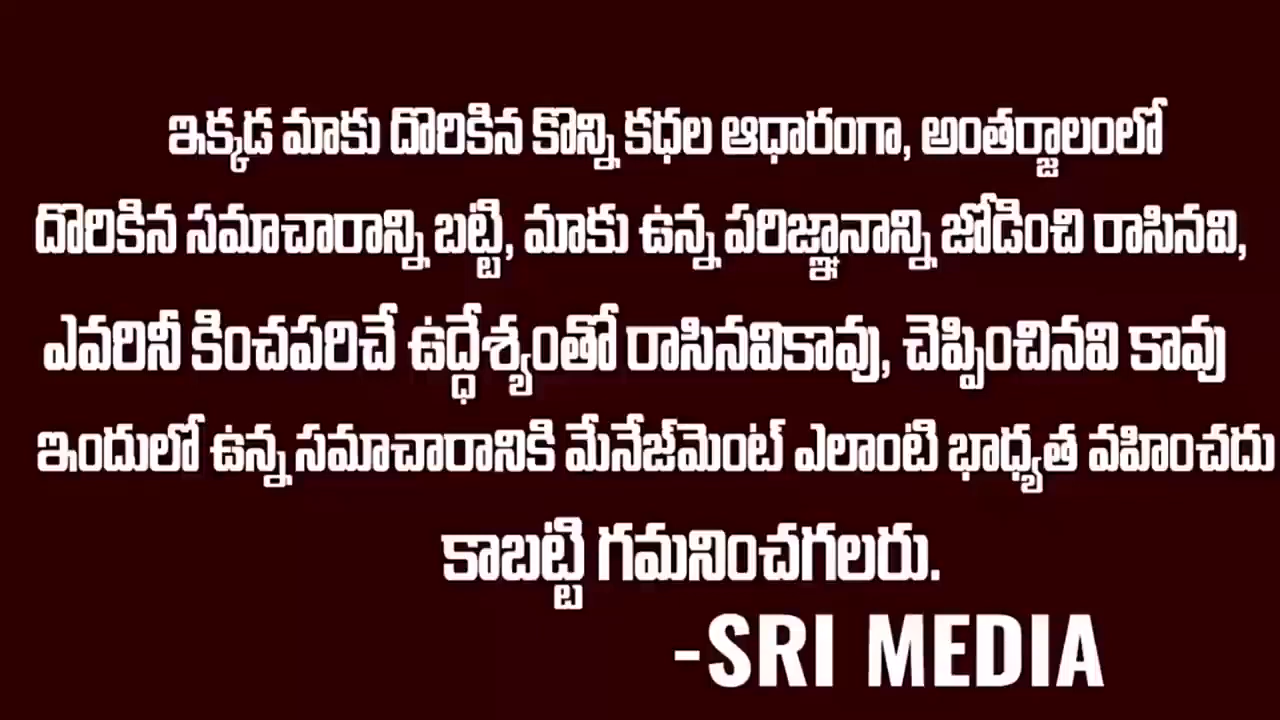 ఇక్కడ మాకు దొరికిన కొన్ని కధల ఆధారంగా, అంతర్జాలంలో
దొరికిన సమాచారాన్ని బట్టి, మాకు ఉన్న పరిజ్ఞానాన్ని జోడించి రాసినవి,
ఎవరినీ కించపరిచే ఉద్ధేశ్యంతో రాసినవికావు, చెప్పించినవి కావు
ఇందులో ఉన్న సమాచారానికి మేనేజ్‌మెంట్ ఎలాంటి భాధ్యత వహించదు
కాబట్టి గమనించగలరు.
-SRI MEDIA